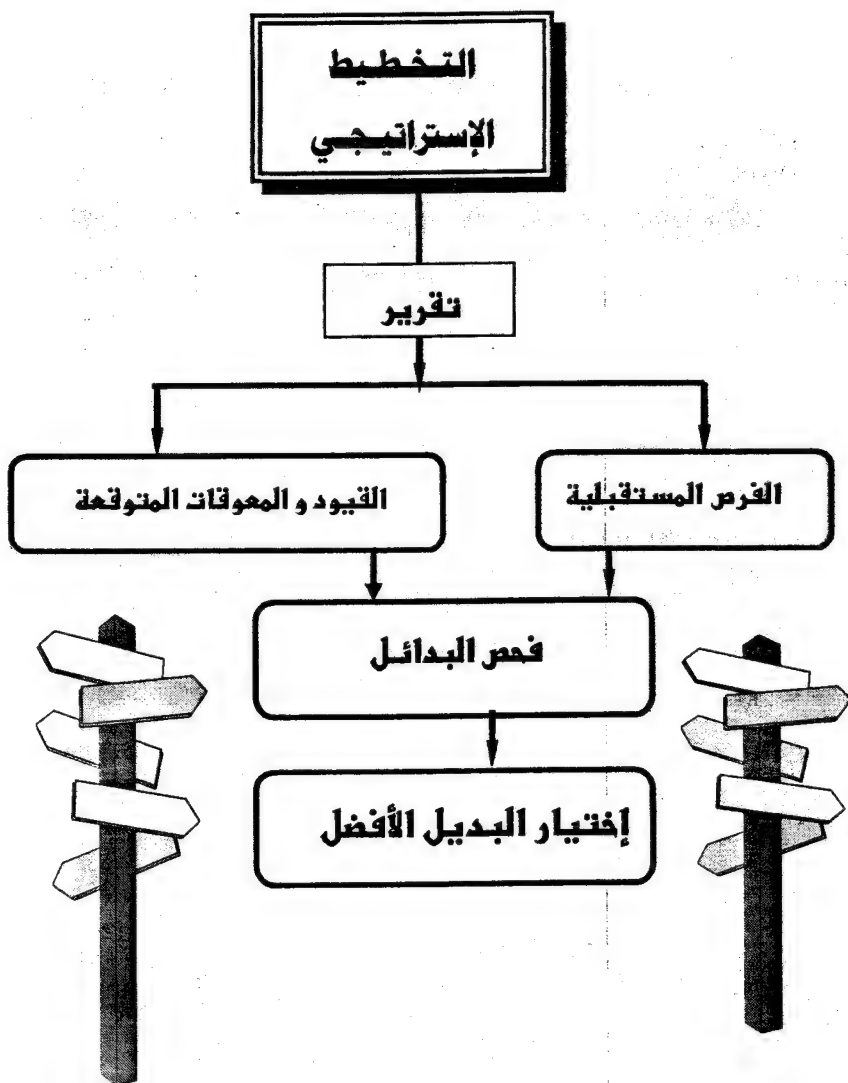 التخطيط
الإستراتيجي
تقرير
الفرص المستقبلية
القيود و المعوقات المتوقعة
فحص البدائل
إختيار البديل الأفضل